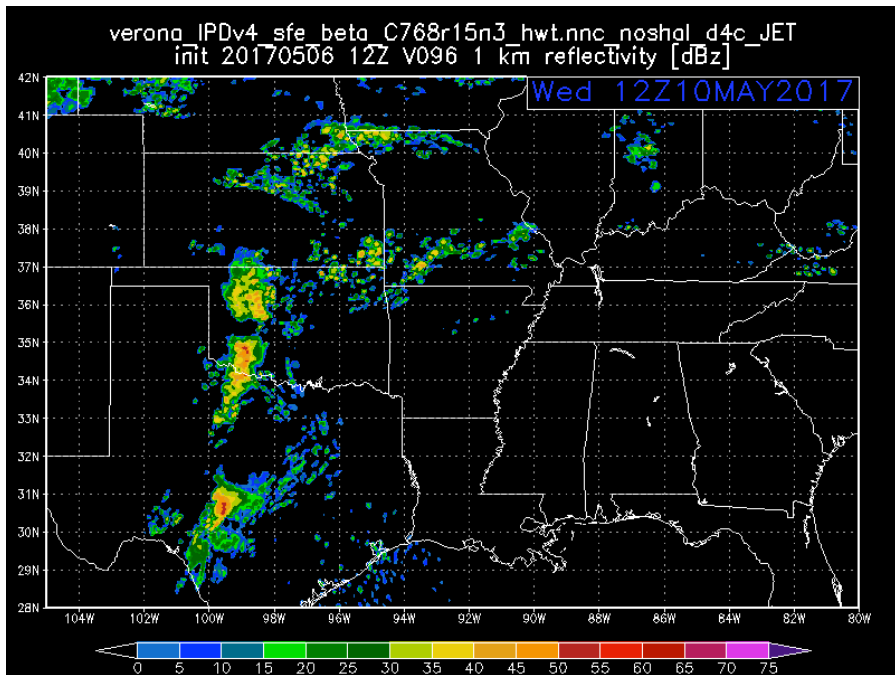 verona_IPDv4_sfe_beta_C768r15n3_hwt.nnc_noshal_d4c_JET
init 20170506 12Z V096 1 km reflectivity [dBz]
Wed 12Z10MAY2017
42N
41N
40N
39N
38N
37N
36N
35N
34N
33N
32N
31N
30N
29N
28N
104W 102W 100W 98W 96W 94W 92W 90W 88W 86W 84W 82W 80W
0 5 10 15 20 25 30 35 40 45 50 55 60 65 70 75